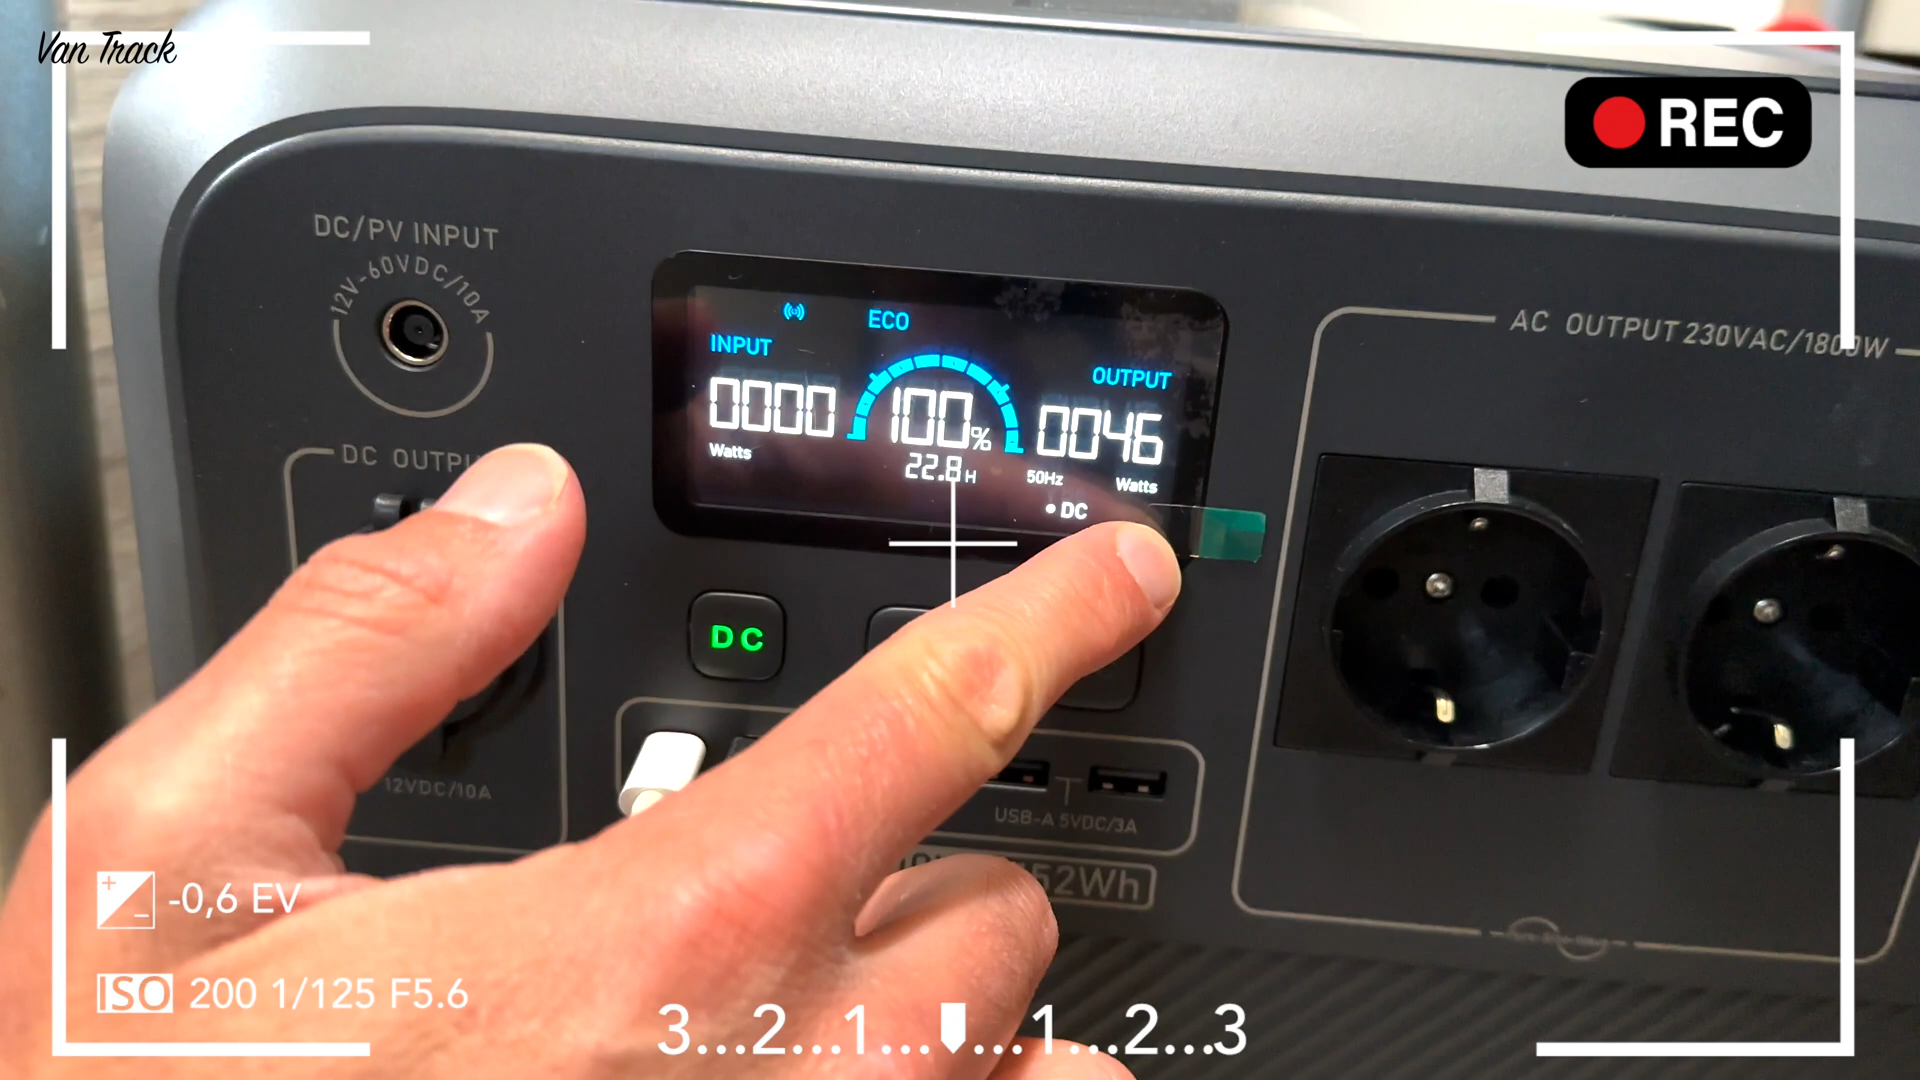 Van Track
REC
DC/PV INPUT
12V-60VDC/10A
ECO
INPUT
OUTPUT
0000
100%
0046
Watts
22.8H
50Hz
Watts
DC
AC OUTPUT 230VAC/1800W
DC
DC
12VDC/10A
USB-A 5VDC/3A
52Wh
-0,6 EV
ISO 200 1/125 F5.6
3...2...1...…1...2...3